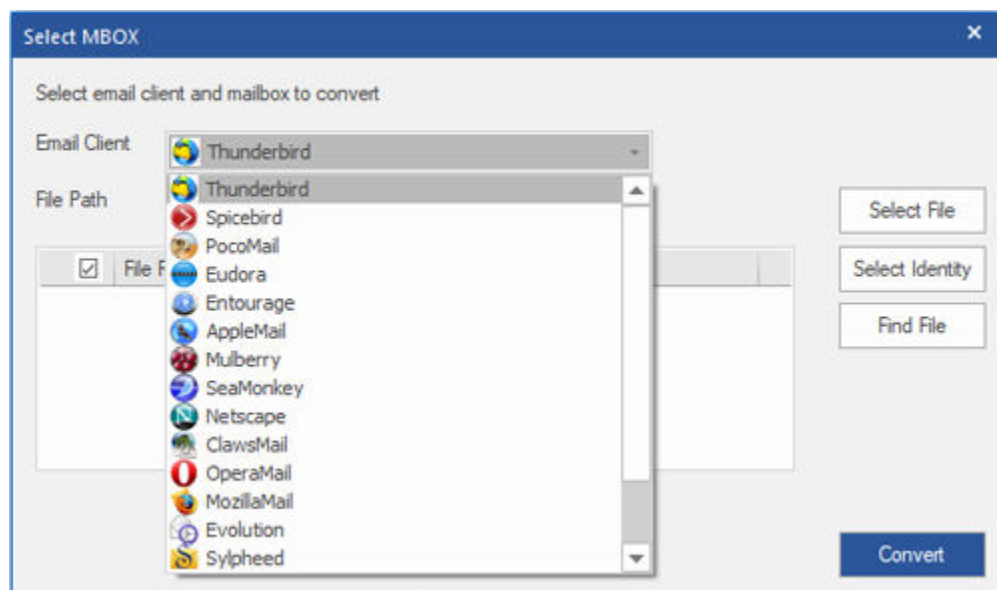 Select MBOX
Select email client and mailbox to convert
Email Client
Thunderbird
File Path
Thunderbird
Spicebird
PocoMail
Eudora
Entourage
AppleMail
Mulberry
SeaMonkey
Netscape
ClawsMail
OperaMail
MozillaMail
Evolution
Sylpheed
File
Select File
Select Identity
Find File
Convert